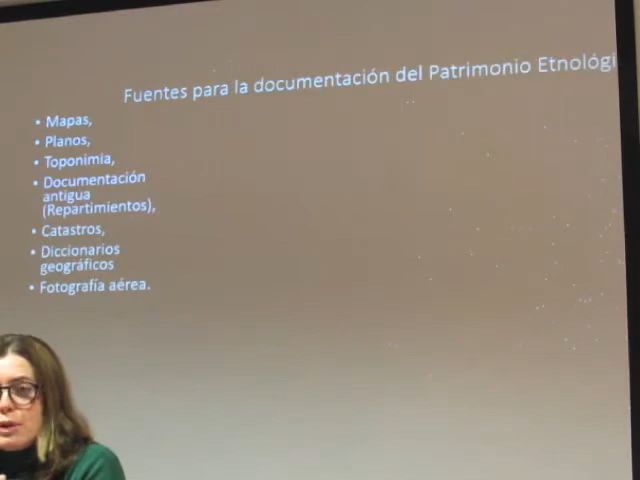 Fuentes para la documentación del Patrimonio Etnológi
• Mapas,
• Planos,
• Toponimia,
• Documentación
antigua
(Repartimientos),
• Catastros,
• Diccionarios
geográficos
• Fotografía aérea.